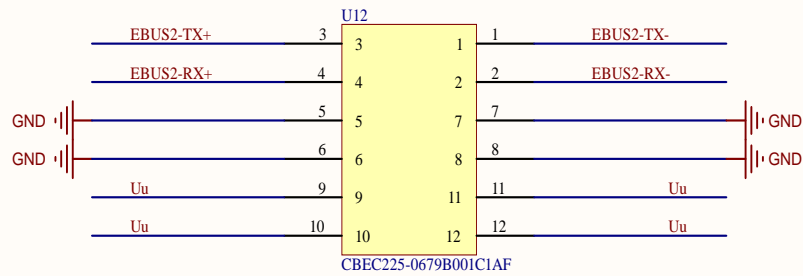 U12
EBUS2-TX+ 3 3 1 1 EBUS2-TX-
EBUS2-RX+ 4 4 2 2 EBUS2-RX-
GND 5 5 7 7 GND
GND 6 6 8 8 GND
Uu 9 9 11 11 Uu
Uu 10 10 12 12 Uu
CBEC225-0679B001C1AF